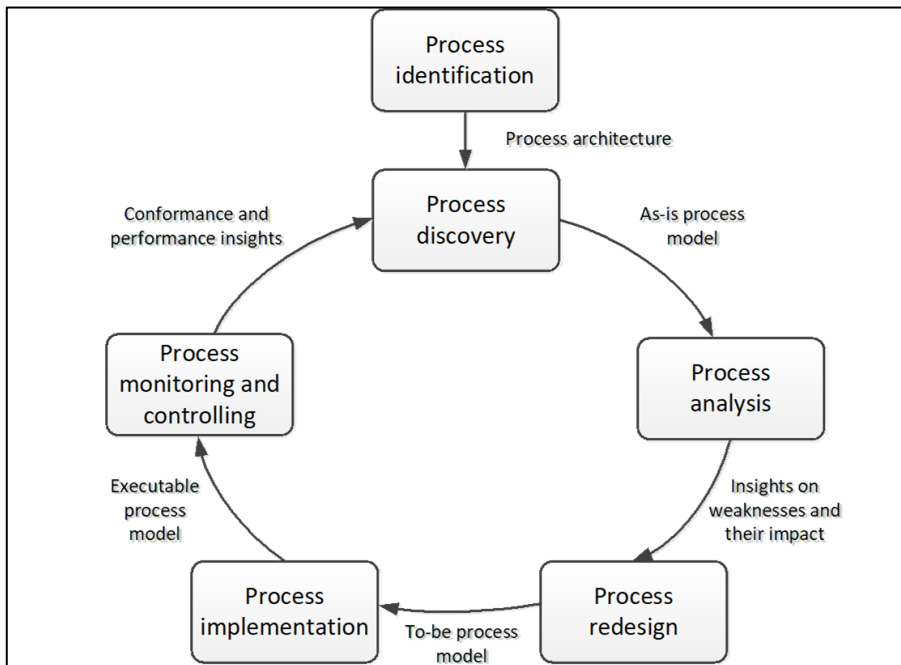 Process
identification
Process architecture
Process
discovery
As-is process
model
Process
analysis
Insights on
weaknesses and
their impact
Process
redesign
To-be process
model
Process
implementation
Executable
process
model
Process
monitoring and
controlling
Conformance and
performance insights